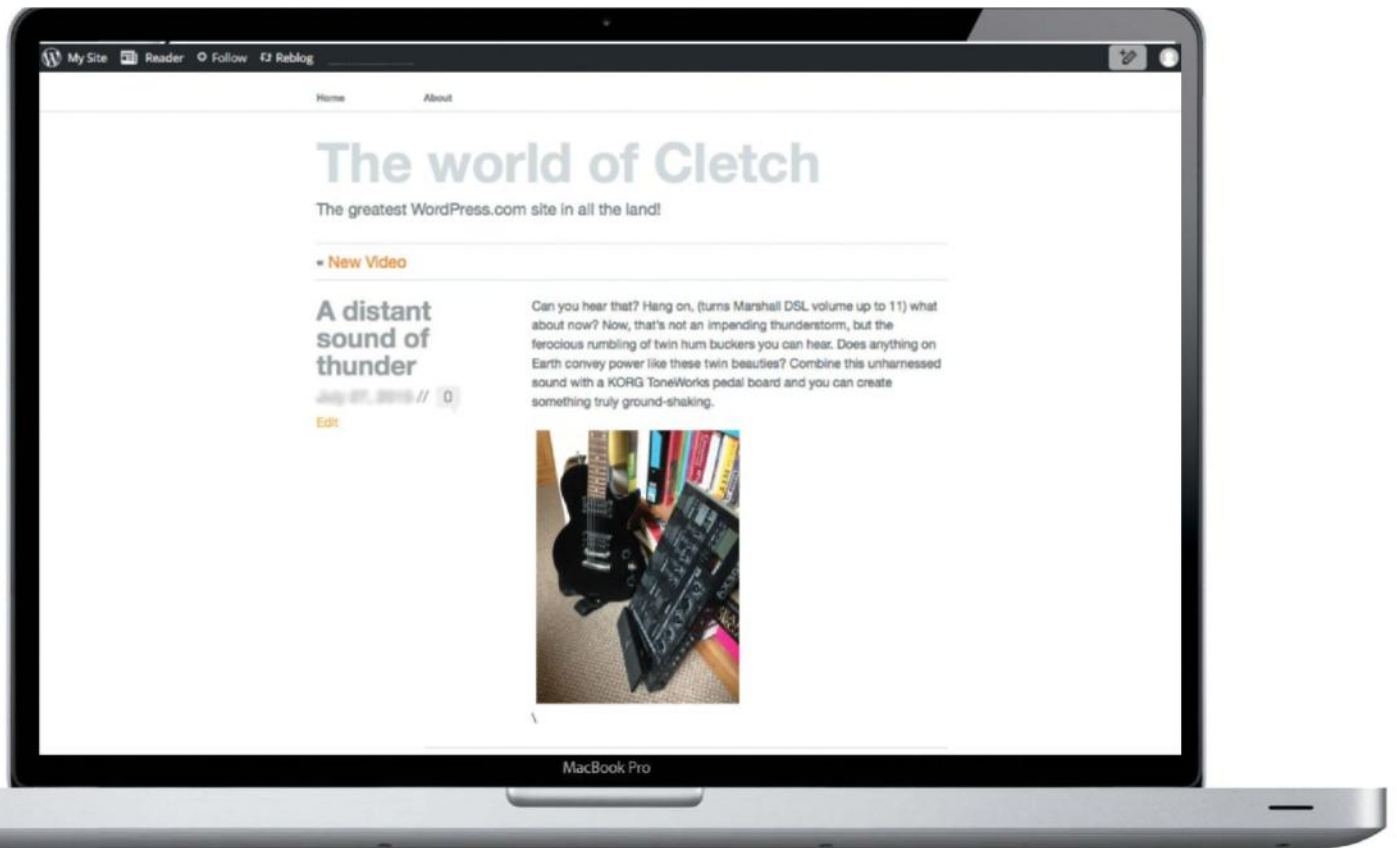 My Site Reader Follow Reblog
Home About
The world of Cletch
The greatest WordPress.com site in all the land!
« New Video
A distant
sound of
thunder
// 0
Edit
Can you hear that? Hang on, (turns Marshall DSL volume up to 11) what
about now? Now, that's not an impending thunderstorm, but the
ferocious rumbling of twin hum buckers you can hear. Does anything on
Earth convey power like these twin beauties? Combine this unharnessed
sound with a KORG ToneWorks pedal board and you can create
something truly ground-shaking.
\
MacBook Pro